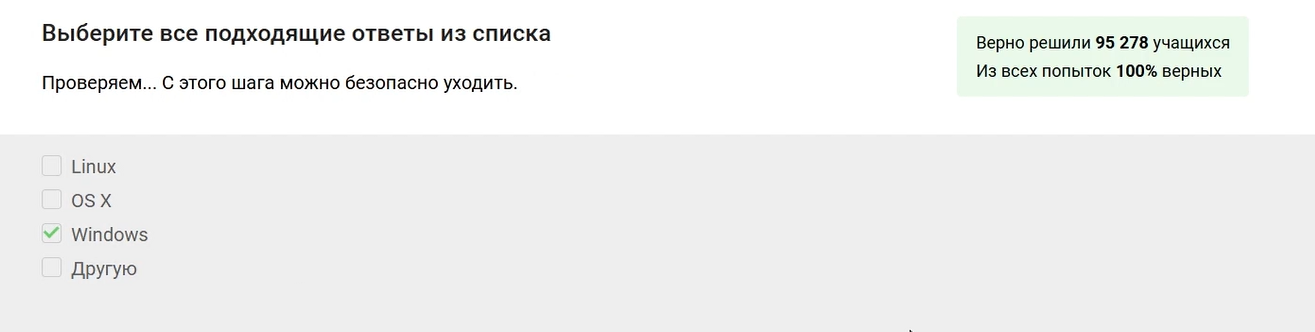 Выберите все подходящие ответы из списка
Верно решили 95 278 учащихся
Из всех попыток 100% верных
Проверяем... С этого шага можно безопасно уходить.
Linux
OS X
Windows
Другую